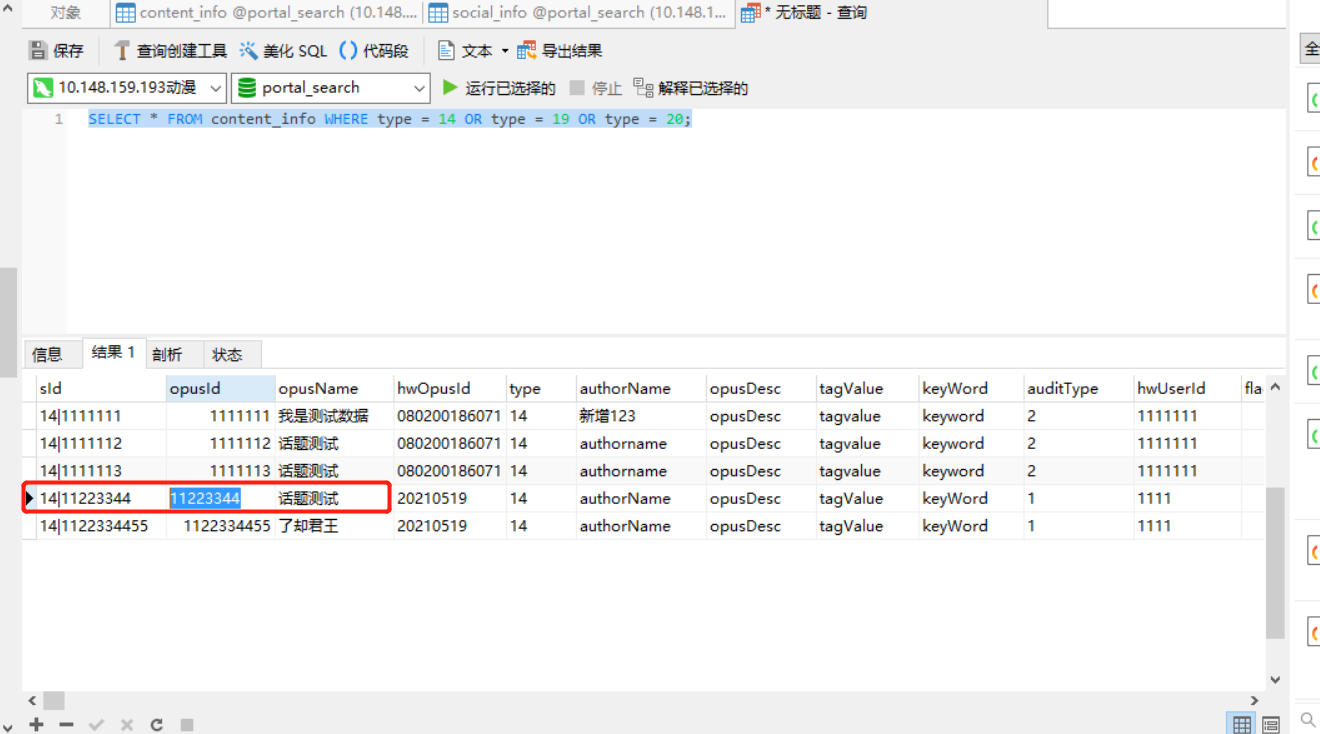 对象 content_info @portal_search (10.148.... social_info @portal_search (10.148.1... * 无标题 - 查询
保存 查询创建工具 美化 SQL () 代码段 文本 导出结果
全
10.148.159.193动漫 portal_search 运行已选择的 停止 解释已选择的
1 SELECT * FROM content_info WHERE type = 14 OR type = 19 OR type = 20;
信息 结果 1 剖析 状态
sId opusId opusName hwOpusId type authorName opusDesc tagValue keyWord auditType hwUserId fla
14|1111111 1111111 我是测试数据 080200186071 14 新增123 opusDesc tagvalue keyword 2 1111111
14|1111112 1111112 话题测试 080200186071 14 authorname opusDesc tagvalue keyword 2 1111111
14|1111113 1111113 话题测试 080200186071 14 authorname opusDesc tagvalue keyword 2 1111111
14|11223344 11223344 话题测试 20210519 14 authorName opusDesc tagValue keyWord 1 1111
14|1122334455 1122334455 了却君王 20210519 14 authorName opusDesc tagValue keyWord 1 1111